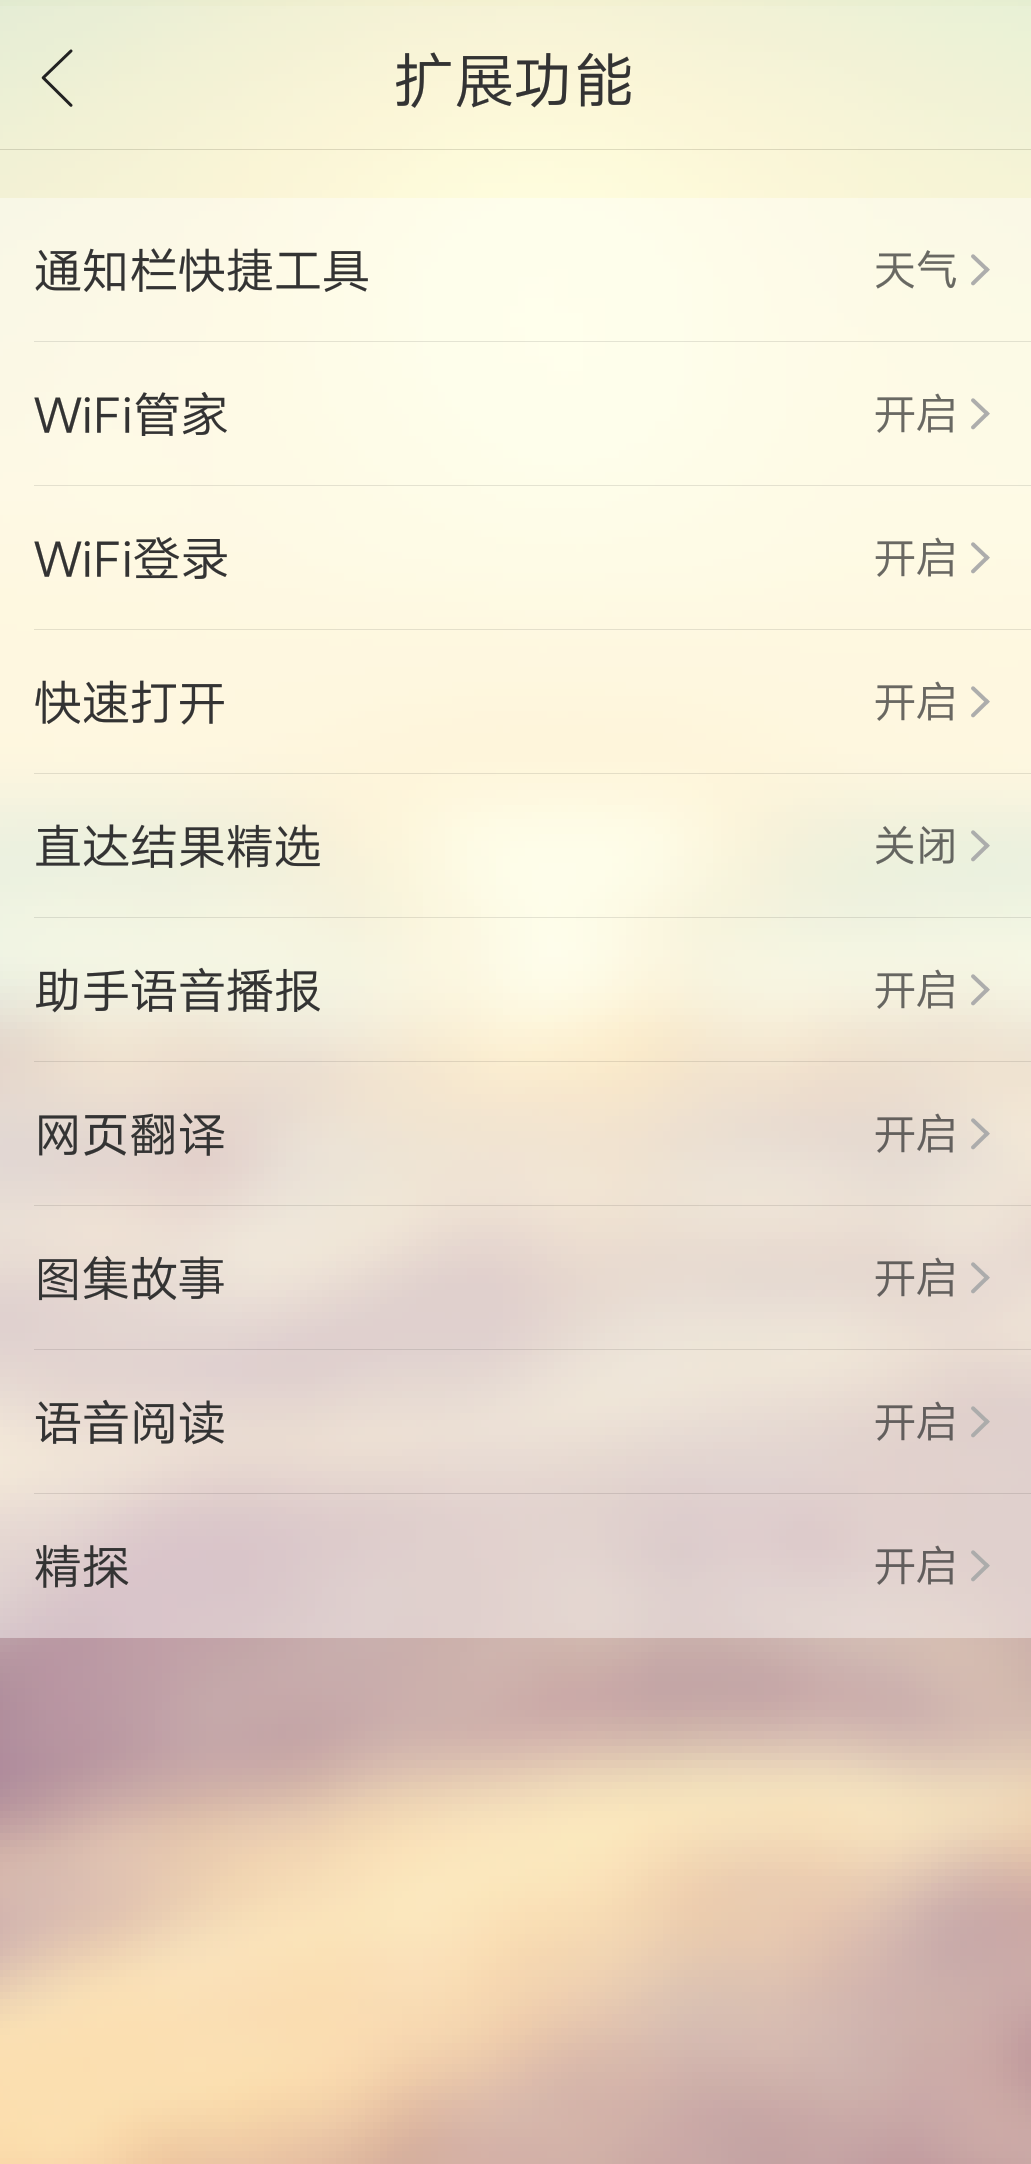 扩展功能
通知栏快捷工具 天气
WiFi管家 开启
WiFi登录 开启
快速打开 开启
直达结果精选 关闭
助手语音播报 开启
网页翻译 开启
图集故事 开启
语音阅读 开启
精探 开启